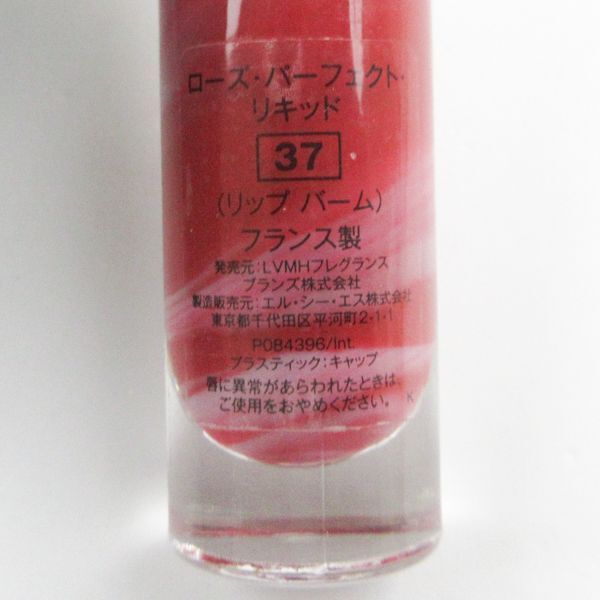 ローズ・パーフェクト・
リキッド
37
(リップ バーム)
フランス製
発売元:LVMHフレグランス
ブランズ株式会社
製造販売元:エル・シー・エス株式会社
東京都千代田区平河町2-1-1
P084396/Int.
プラスティック:キャップ
唇に異常があらわれたときは、
ご使用をおやめください。
K